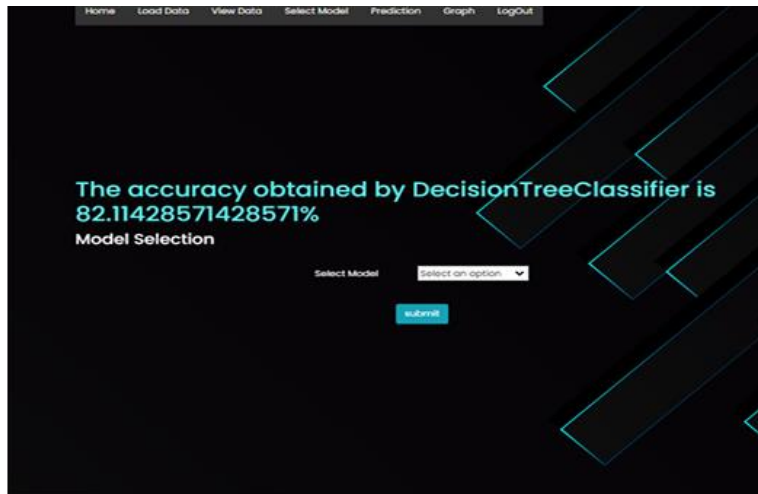 Home Load Data View Data Select Model Prediction Graph LogOut
The accuracy obtained by DecisionTreeClassifier is
82.11428571428571%
Model Selection
Select Model Select an option
submit